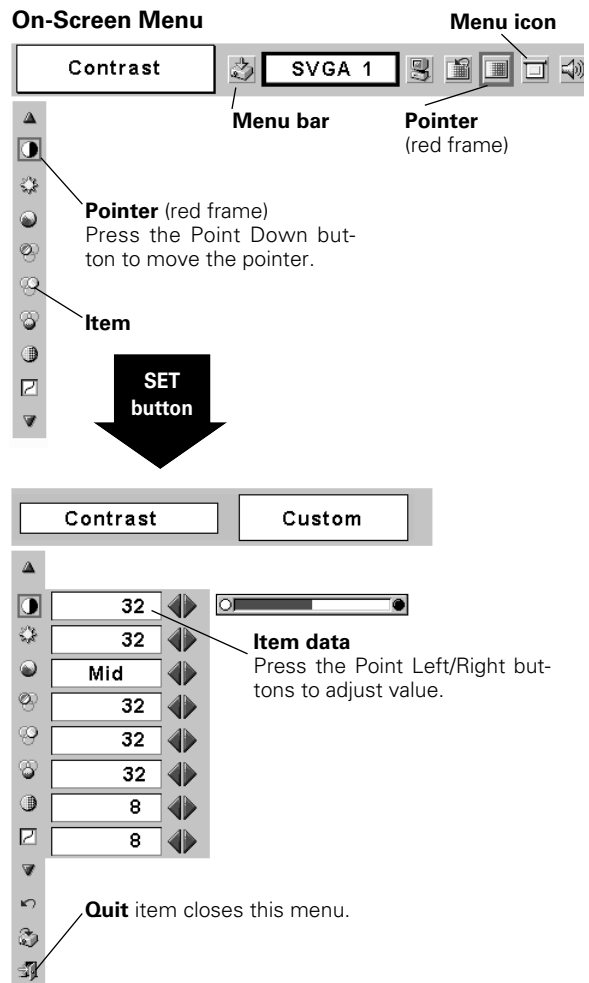 On-Screen Menu
Menu icon
Contrast
SVGA 1
Menu bar
Pointer
(red frame)
Pointer (red frame)
Press the Point Down but-
ton to move the pointer.
Item
SET
button
Contrast
Custom
32
32
Mid
32
32
32
8
8
Item data
Press the Point Left/Right but-
tons to adjust value.
Quit item closes this menu.